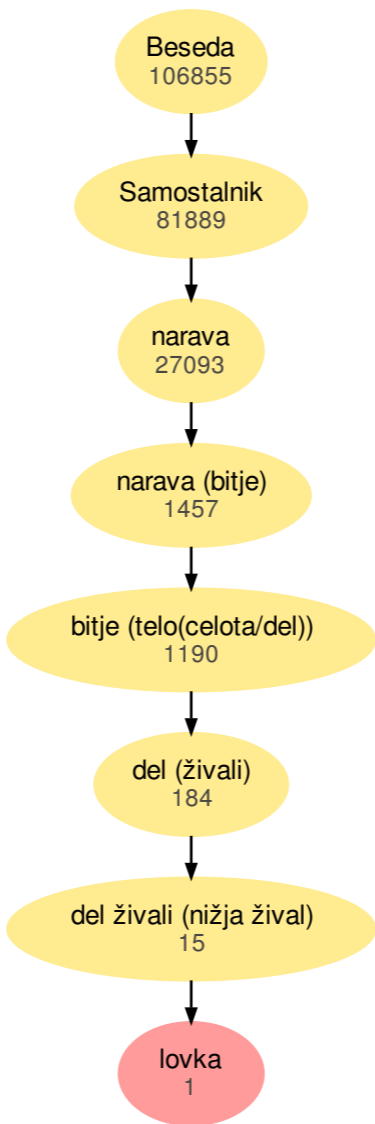 Beseda
106855
Samostalnik
81889
narava
27093
narava (bitje)
1457
bitje (telo(celota/del))
1190
del (živali)
184
del živali (nižja žival)
15
lovka
1